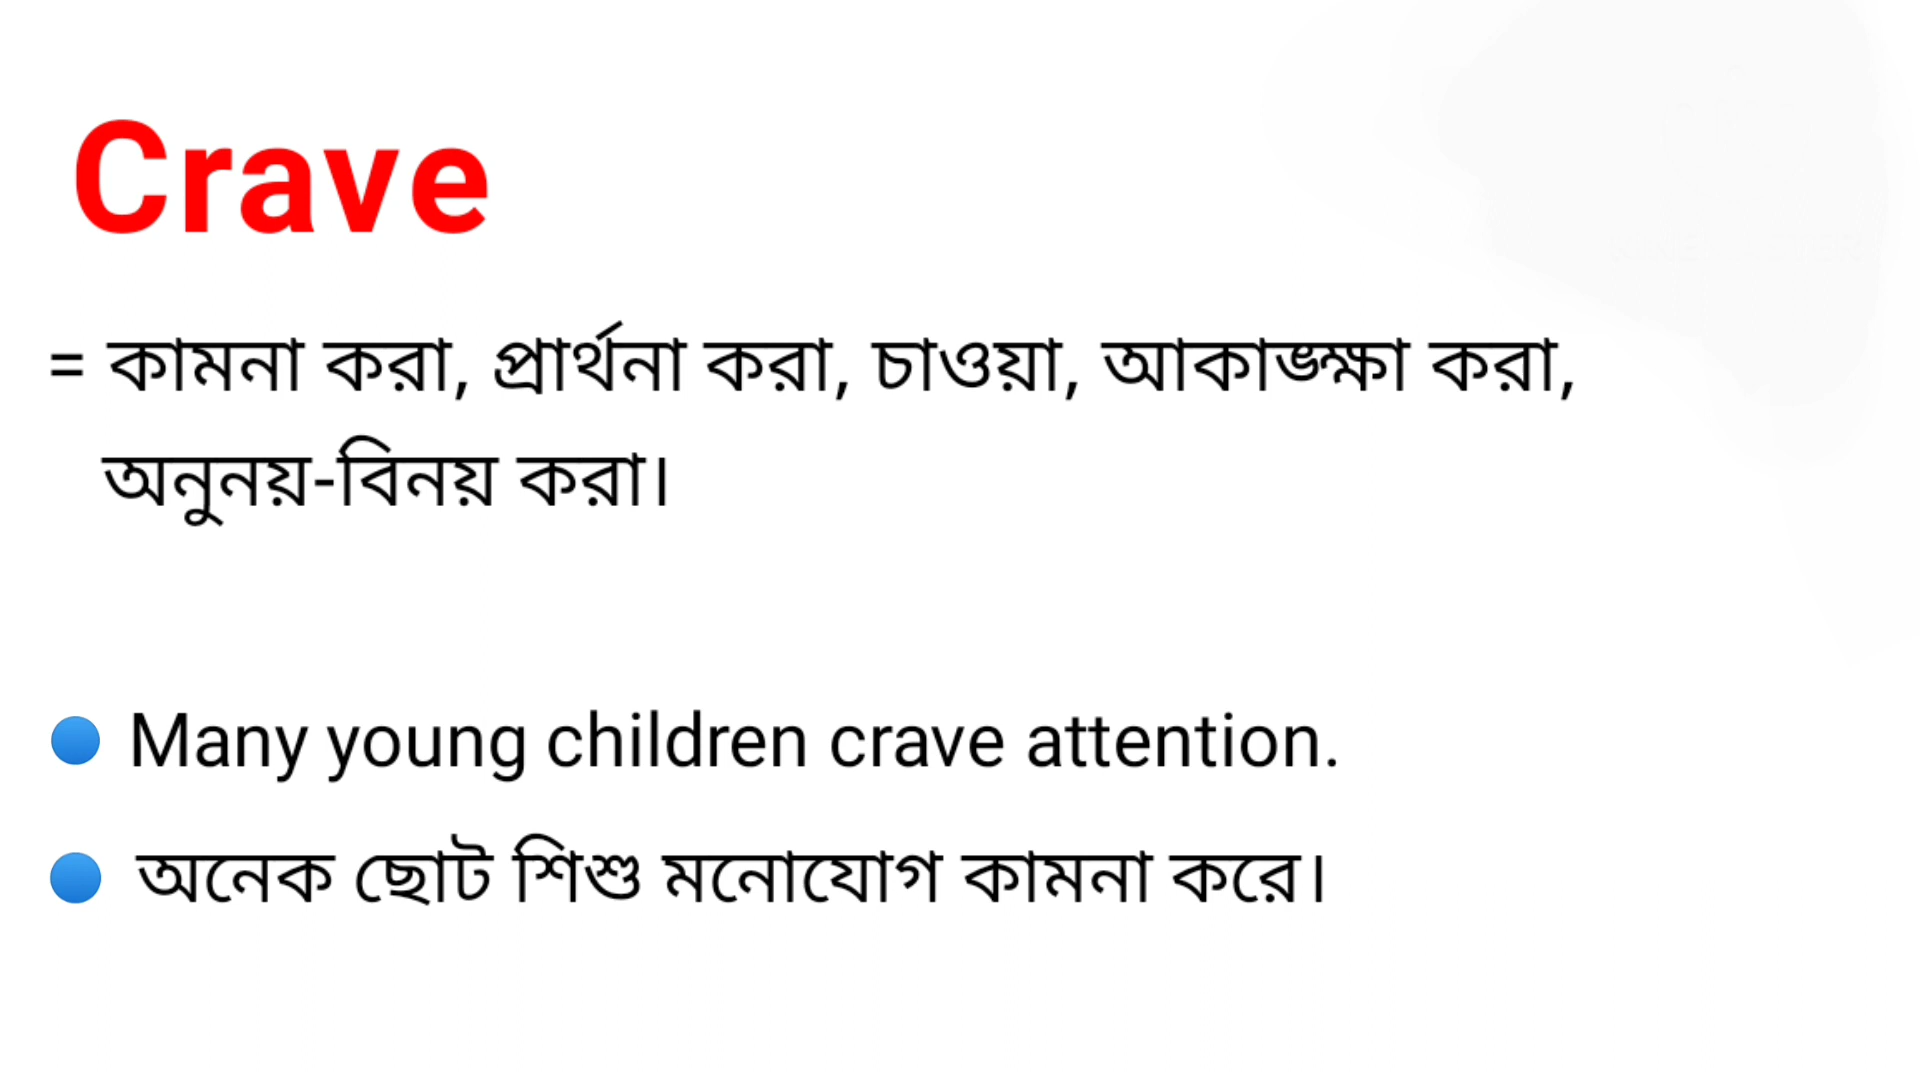 Crave
= কামনা করা, প্রার্থনা করা, চাওয়া, আকাঙ্ক্ষা করা,
অনুনয়-বিনয় করা।
Many young children crave attention.
অনেক ছোট শিশু মনোযোগ কামনা করে।